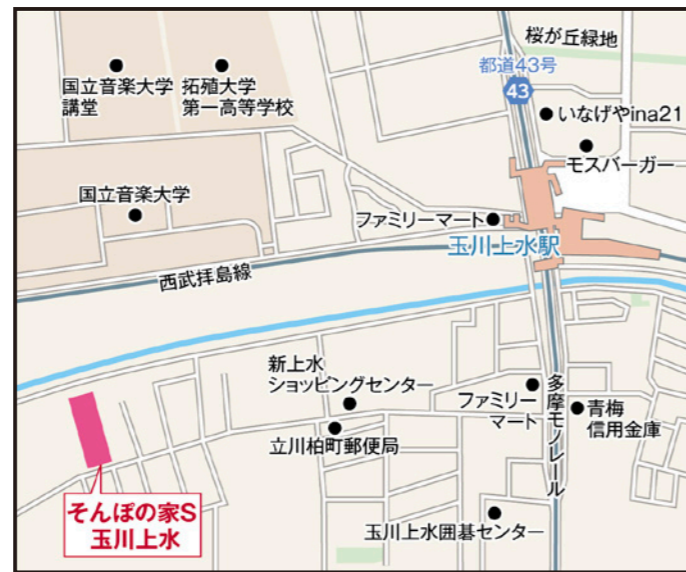 桜が丘緑地
都道43号
43
国立音楽大学
講堂
拓殖大学
第一高等学校
いなげやina21
モスバーガー
国立音楽大学
ファミリーマート
玉川上水駅
西武拝島線
新上水
ショッピングセンター
立川柏町郵便局
ファミリー
マート
多摩モノレール
青梅
信用金庫
そんぽの家S
玉川上水
玉川上水囲碁センター